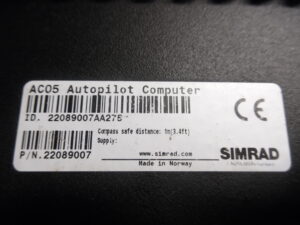 AC05 Autopilot Computer
ID. 22089007AA275
Compass safe distance: 1m(3.4ft)
Supply:
P/N.22089007
www.simrad.com
Made in Norway
CE
SIMRAD